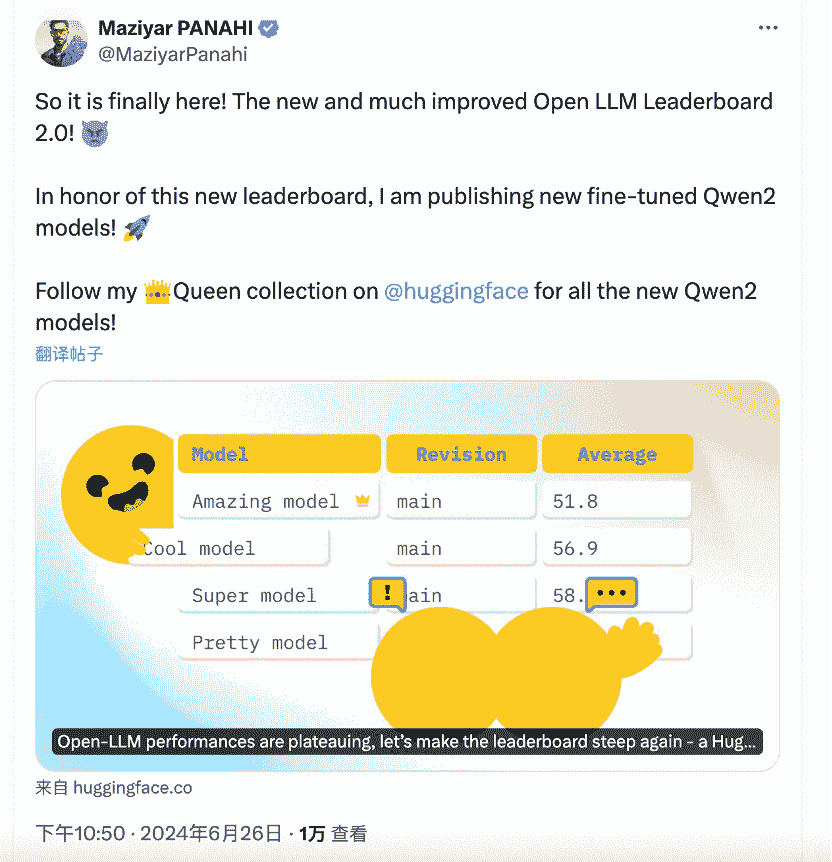 Maziyar PANAHI
@MaziyarPanahi
So it is finally here! The new and much improved Open LLM Leaderboard
2.0! 👿
In honor of this new leaderboard, I am publishing new fine-tuned Qwen2
models! 🚀
Follow my 👑Queen collection on @huggingface for all the new Qwen2
models!
翻译帖子
Model Revision Average
Amazing model main 51.8
Cool model main 56.9
Super model ! ain 58. ...
Pretty model
Open-LLM performances are plateauing, let's make the leaderboard steep again - a Hug...
来自 huggingface.co
下午10:50 · 2024年6月26日 · 1万 查看